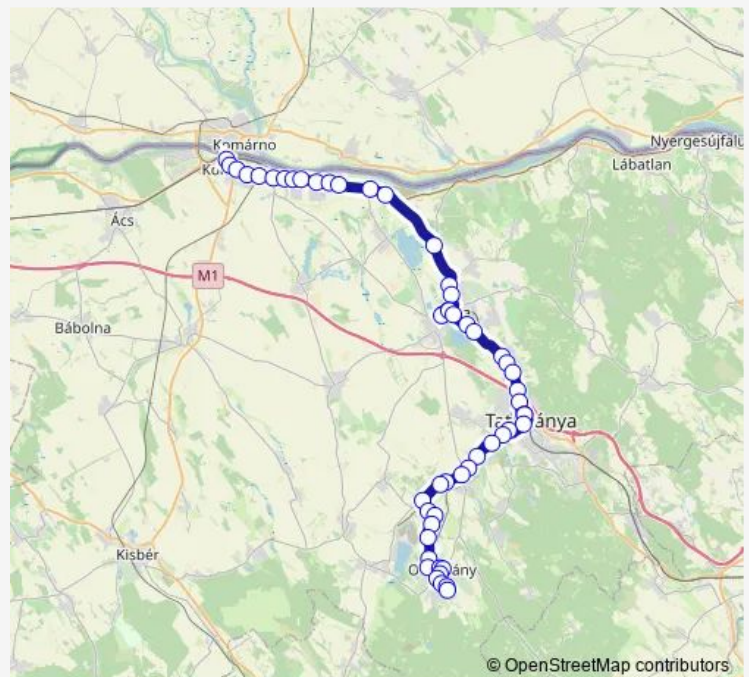 Komárno
Nyergesújfalu
Lábatlan
Ács
M1
Bábolna
Kisbér
© OpenStreetMap contributors